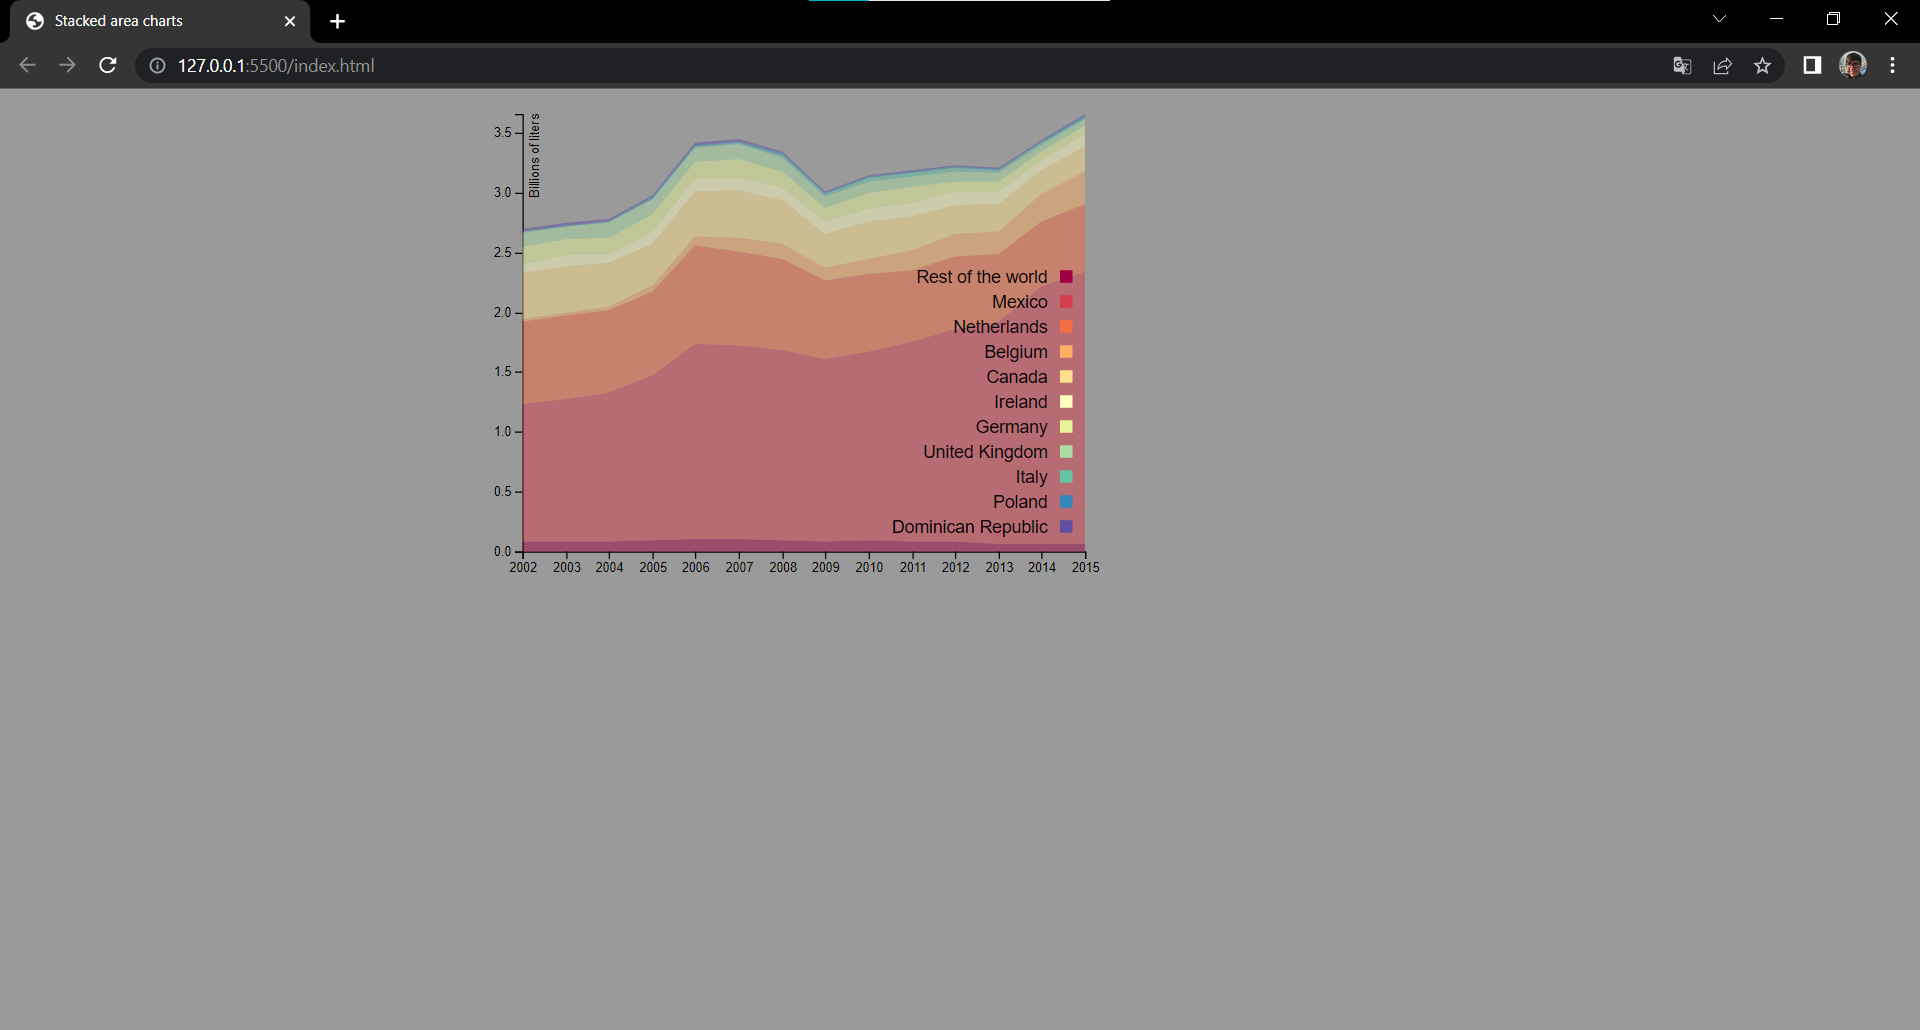 Stacked area charts
127.0.0.1:5500/index.html
3.5
3.0
2.5
2.0
1.5
1.0
0.5
0.0
Billions of liters
Rest of the world
Mexico
Netherlands
Belgium
Canada
Ireland
Germany
United Kingdom
Italy
Poland
Dominican Republic
2002 2003 2004 2005 2006 2007 2008 2009 2010 2011 2012 2013 2014 2015